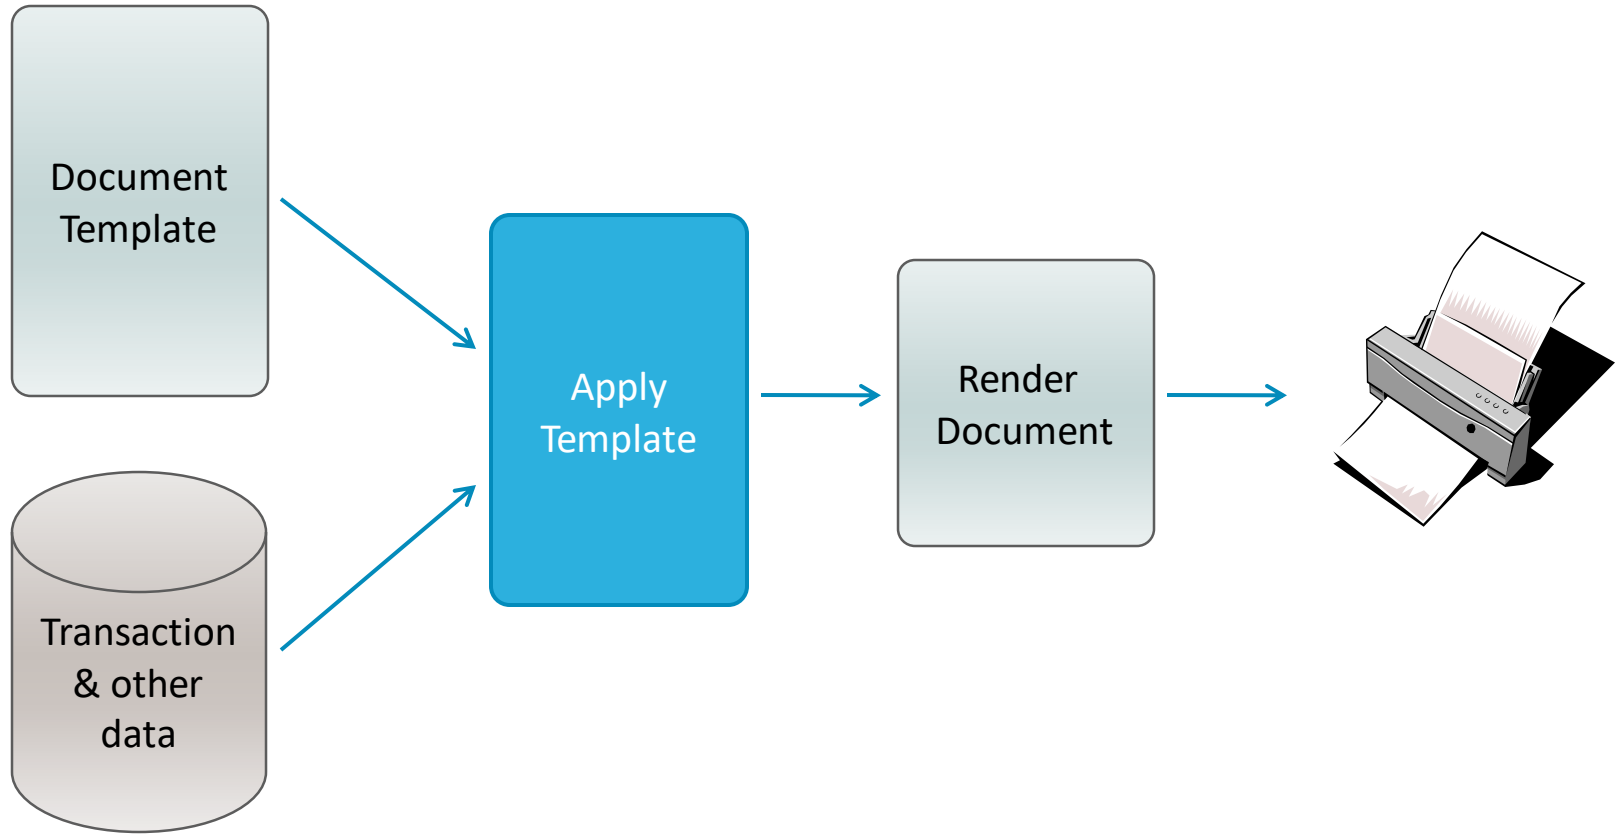 Document
Template
Apply
Template
Render
Document
Transaction
& other
data